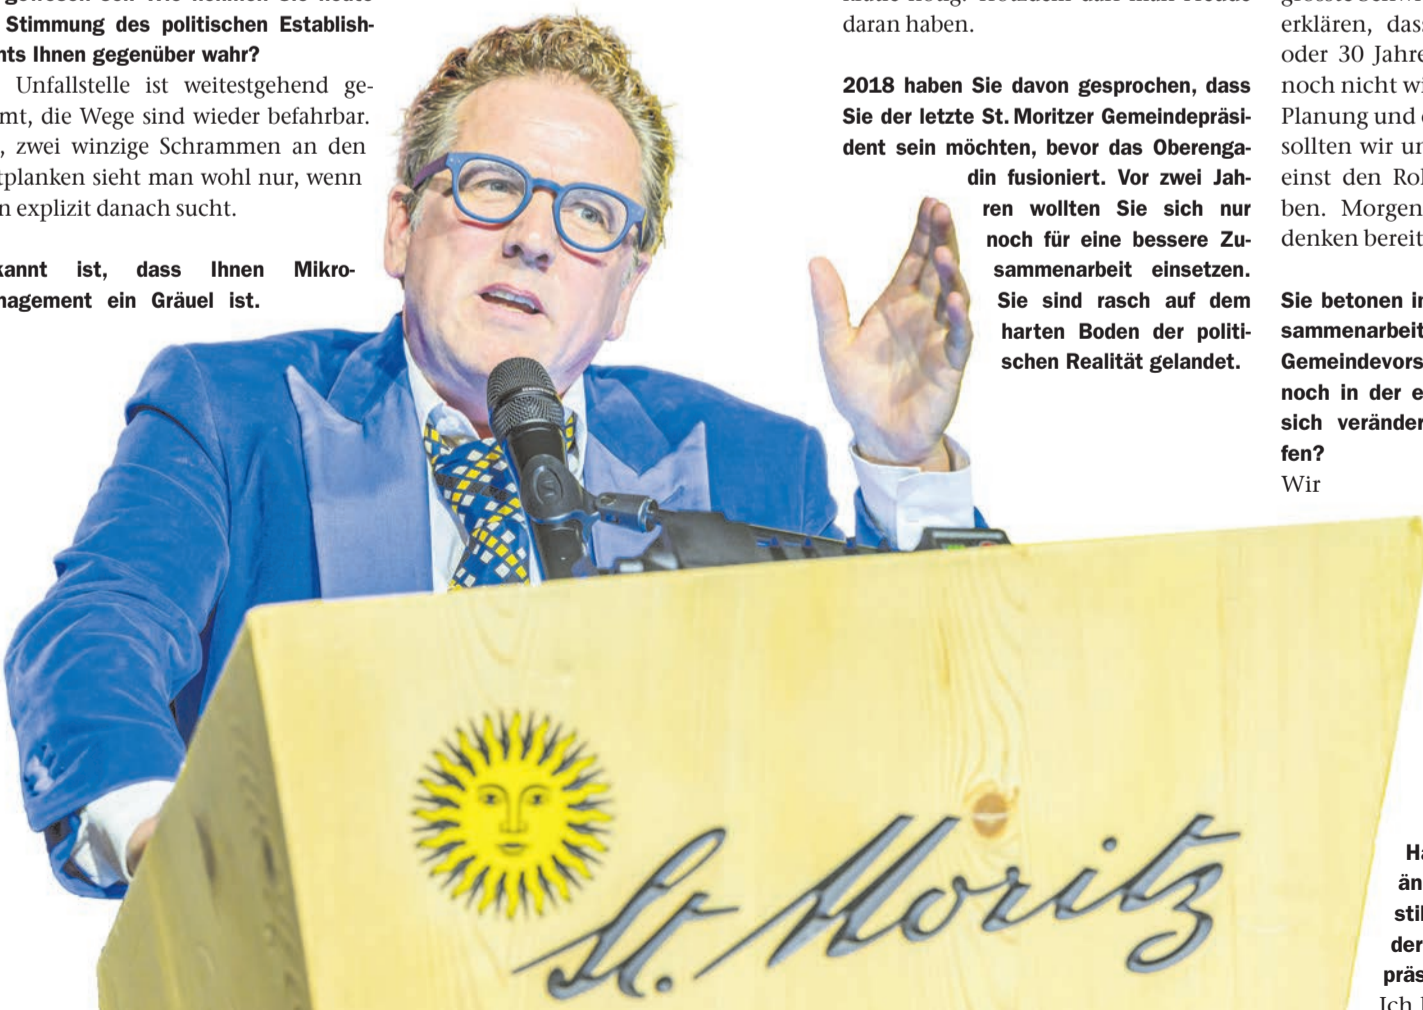 Stimmung des politischen Establish-
nts Ihnen gegenüber wahr?
Unfallstelle ist weitestgehend ge-
mt, die Wege sind wieder befahrbar.
, zwei winzige Schrammen an den
tplanken sieht man wohl nur, wenn
n explizit danach sucht.
kannt ist, dass Ihnen Mikro-
nagement ein Gräuel ist.
daran haben.
2018 haben Sie davon gesprochen, dass
Sie der letzte St. Moritzer Gemeindepräsi-
dent sein möchten, bevor das Oberenga-
din fusioniert. Vor zwei Jah-
ren wollten Sie sich nur
noch für eine bessere Zu-
sammenarbeit einsetzen.
Sie sind rasch auf dem
harten Boden der politi-
schen Realität gelandet.
erklären, dass
oder 30 Jahre
noch nicht wi
Planung und
sollten wir un
einst den Rol
ben. Morgen
denken bereit
Sie betonen in
sammenarbeit
Gemeindevors
noch in der e
sich veränder
fen?
Wir
Ha
än
stil
der
präs
Ich
St. Moritz